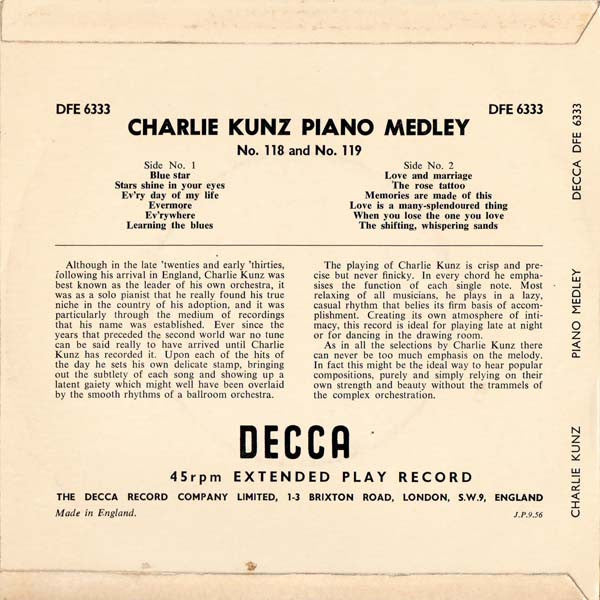 DFE 6333
DFE 6333
CHARLIE KUNZ PIANO MEDLEY
No. 118 and No. 119
Side No. 1
Blue star
Stars shine in your eyes
Ev'ry day of my life
Evermore
Ev'rywhere
Learning the blues
Side No. 2
Love and marriage
The rose tattoo
Memories are made of this
Love is a many-splendoured thing
When you lose the one you love
The shifting, whispering sands
Although in the late 'twenties and early 'thirties,
following his arrival in England, Charlie Kunz was
best known as the leader of his own orchestra, it
was as a solo pianist that he really found his true
niche in the country of his adoption, and it was
particularly through the medium of recordings
that his name was established. Ever since the
years that preceded the second world war no tune
can be said really to have arrived until Charlie
Kunz has recorded it. Upon each of the hits of
the day he sets his own delicate stamp, bringing
out the subtlety of each song and showing up a
latent gaiety which might well have been overlaid
by the smooth rhythms of a ballroom orchestra.
The playing of Charlie Kunz is crisp and pre-
cise but never finicky. In every chord he empha-
sises the function of each single note. Most
relaxing of all musicians, he plays in a lazy,
casual rhythm that belies its firm basis of accom-
plishment. Creating its own atmosphere of inti-
macy, this record is ideal for playing late at night
or for dancing in the drawing room.
As in all the selections by Charlie Kunz there
can never be too much emphasis on the melody.
In fact this might be the ideal way to hear popular
compositions, purely and simply relying on their
own strength and beauty without the trammels of
the complex orchestration.
DECCA
45rpm EXTENDED PLAY RECORD
THE DECCA RECORD COMPANY LIMITED, 1-3 BRIXTON ROAD, LONDON, S.W.9, ENGLAND
Made in England.
J.P.9.56
CHARLIE KUNZ PIANO MEDLEY DECCA DFE 6333